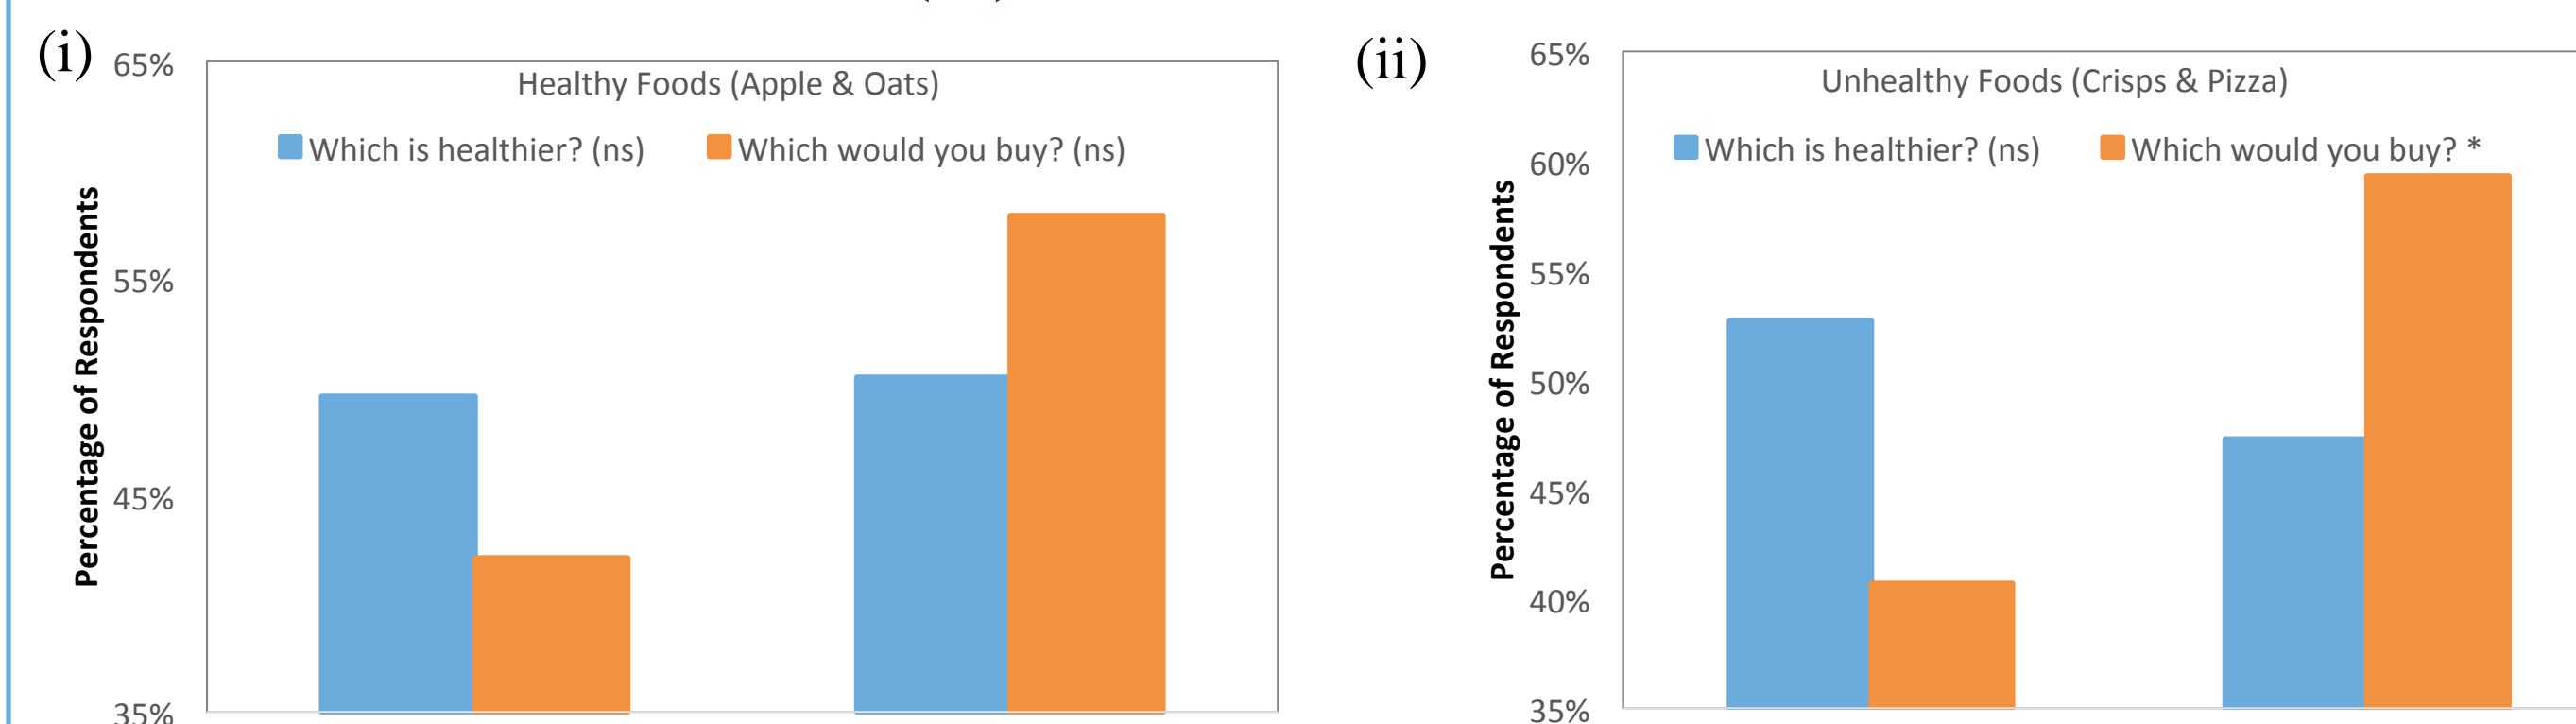 (i)
65%
Healthy Foods (Apple & Oats)
Which is healthier? (ns)
Which would you buy? (ns)
55%
45%
35%
Percentage of Respondents
(ii)
65%
Unhealthy Foods (Crisps & Pizza)
Which is healthier? (ns)
Which would you buy? *
60%
55%
50%
45%
40%
35%
Percentage of Respondents